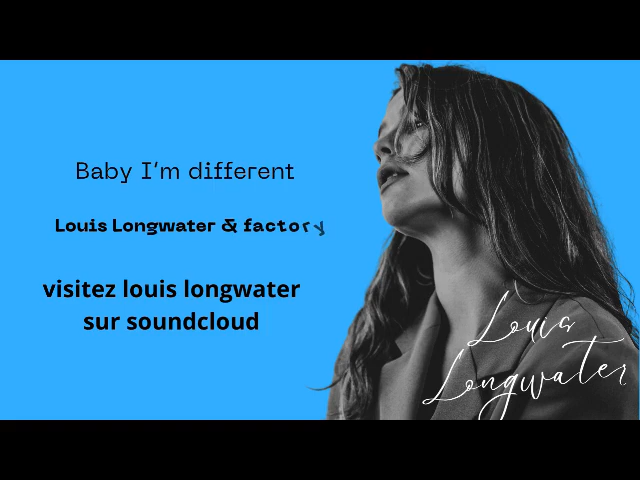 Baby I'm different
Louis Longwater & factory
visitez louis longwater
sur soundcloud
Louis
Longwater